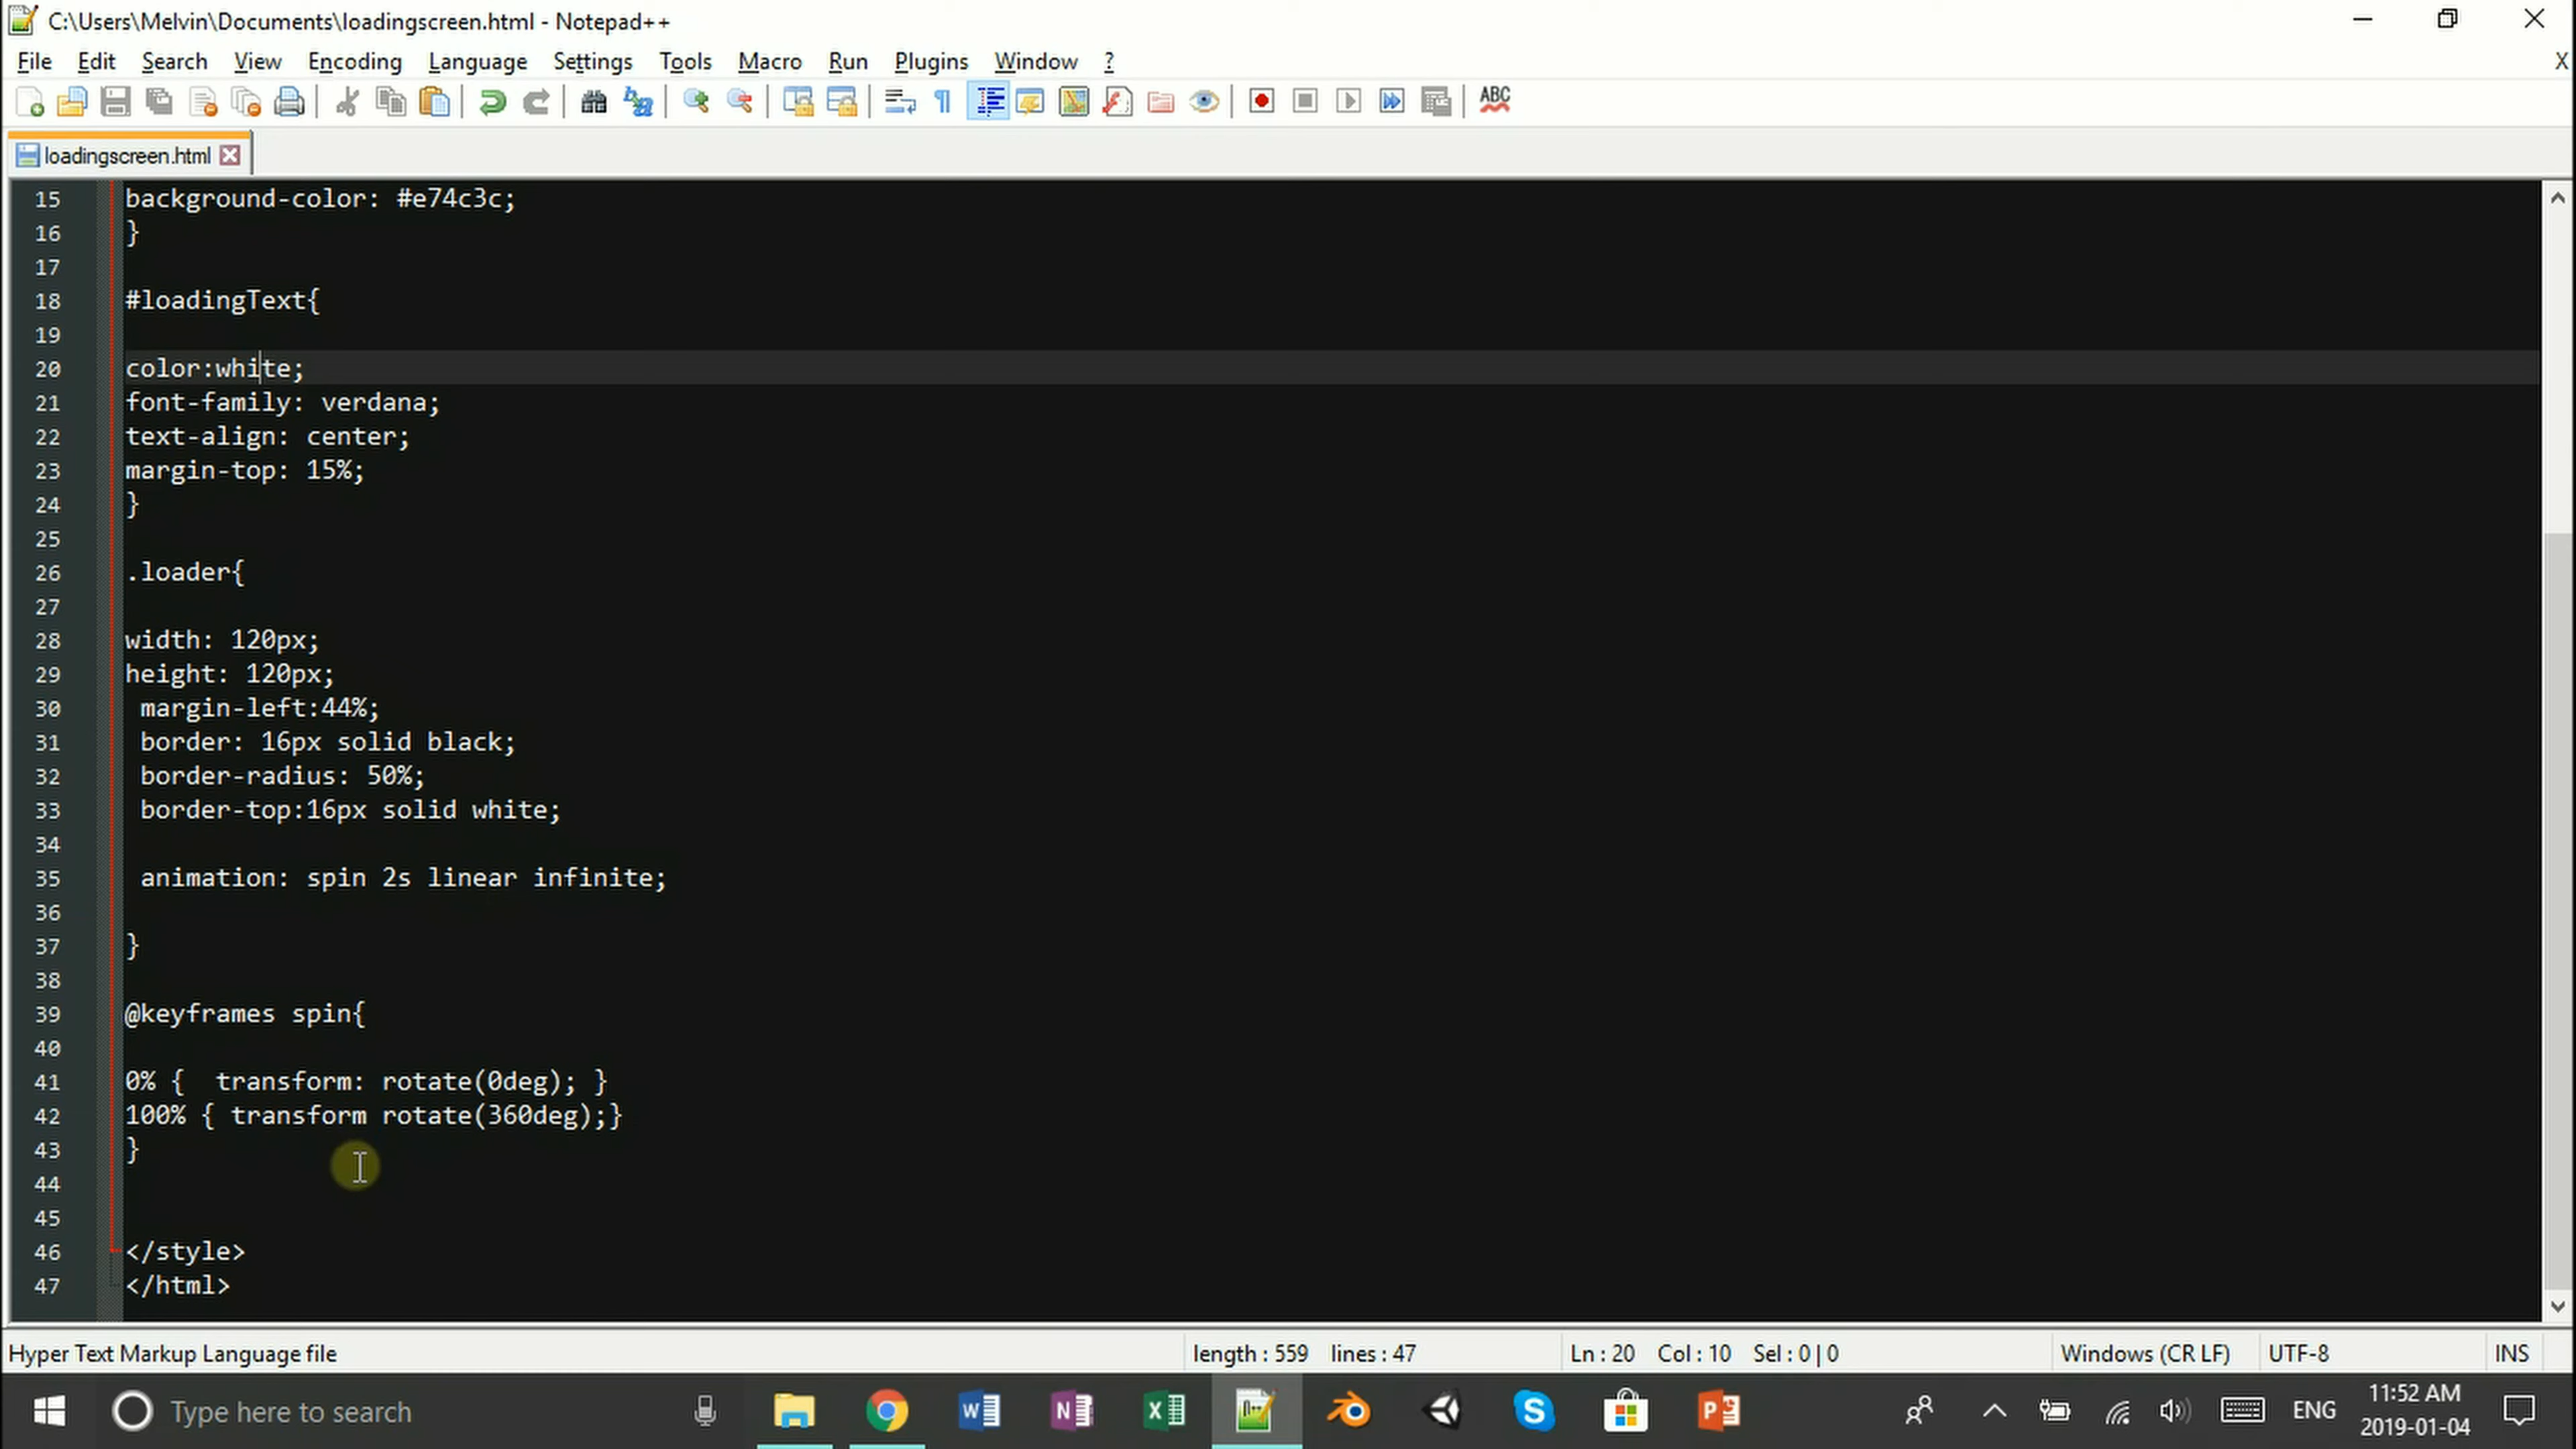 C:\Users\Melvin\Documents\loadingscreen.html - Notepad++
File Edit Search View Encoding Language Settings Tools Macro Run Plugins Window ? X
ABC
loadingscreen.html
15 background-color: #e74c3c;
16 }
17
18 #loadingText{
19
20 color:white;
21 font-family: verdana;
22 text-align: center;
23 margin-top: 15%;
24 }
25
26 .loader{
27
28 width: 120px;
29 height: 120px;
30 margin-left:44%;
31 border: 16px solid black;
32 border-radius: 50%;
33 border-top:16px solid white;
34
35 animation: spin 2s linear infinite;
36
37 }
38
39 @keyframes spin{
40
41 0% {  transform: rotate(0deg); }
42 100% { transform rotate(360deg);}
43 }
44
45
46 </style>
47 </html>
Hyper Text Markup Language file length : 559 lines : 47 Ln : 20 Col : 10 Sel : 0 | 0 Windows (CR LF) UTF-8 INS
Type here to search ENG 11:52 AM
2019-01-04